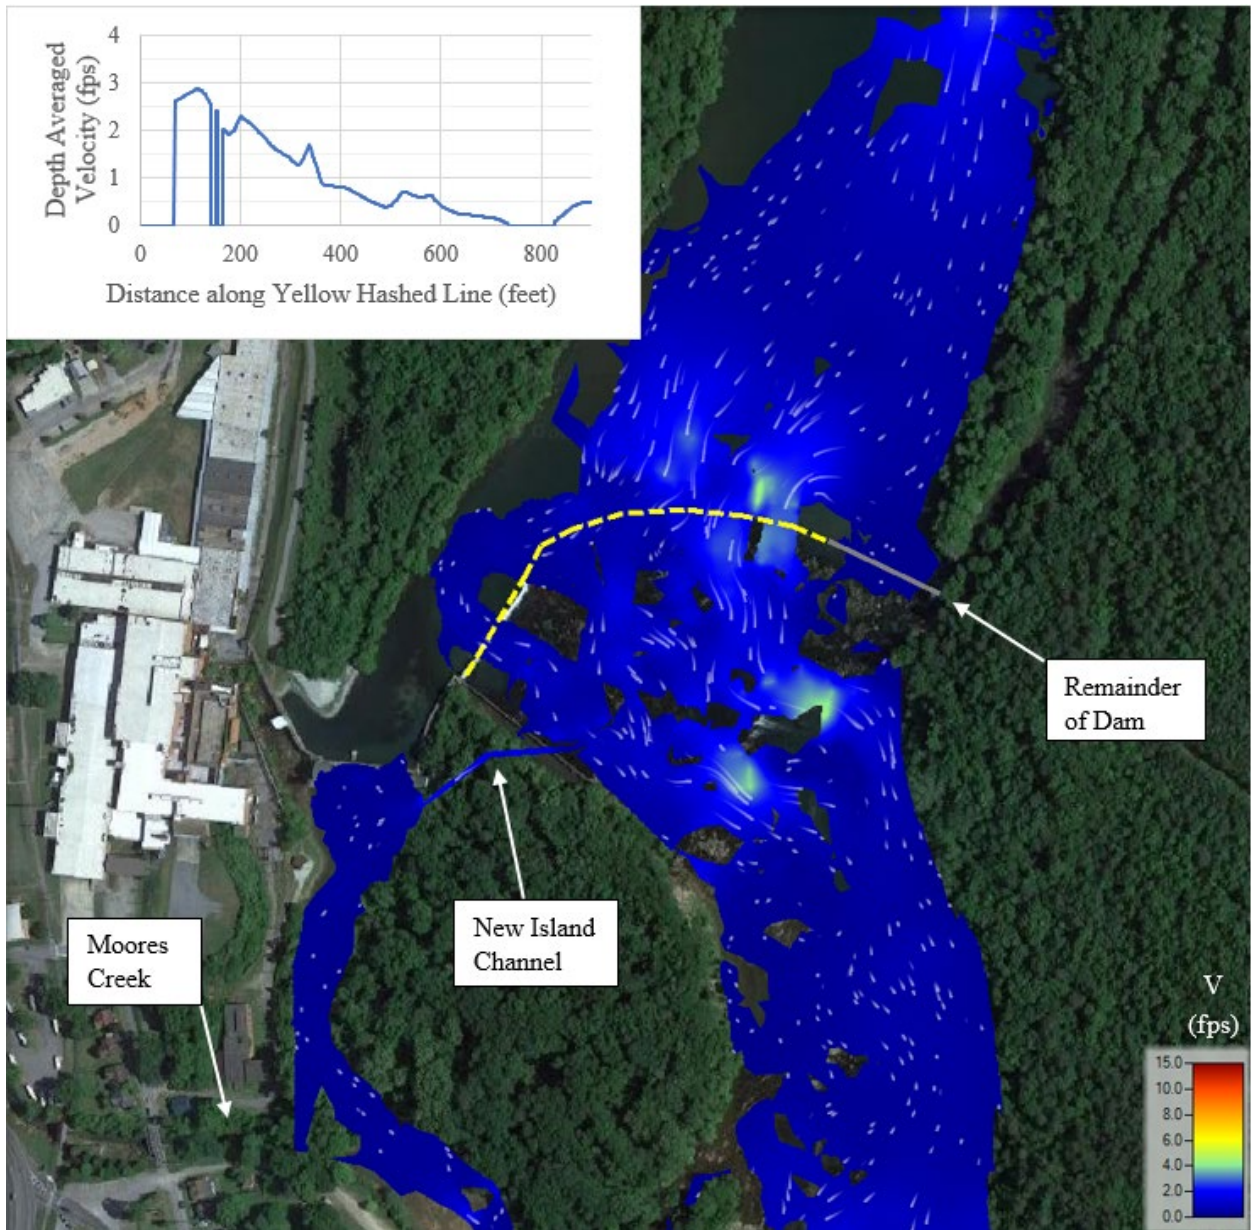 4
3
2
1
0
Depth Averaged
Velocity (fps)
0 200 400 600 800
Distance along Yellow Hashed Line (feet)
Remainder
of Dam
New Island
Channel
Moores
Creek
V
(fps)
15.0
10.0
8.0
6.0
4.0
2.0
0.0